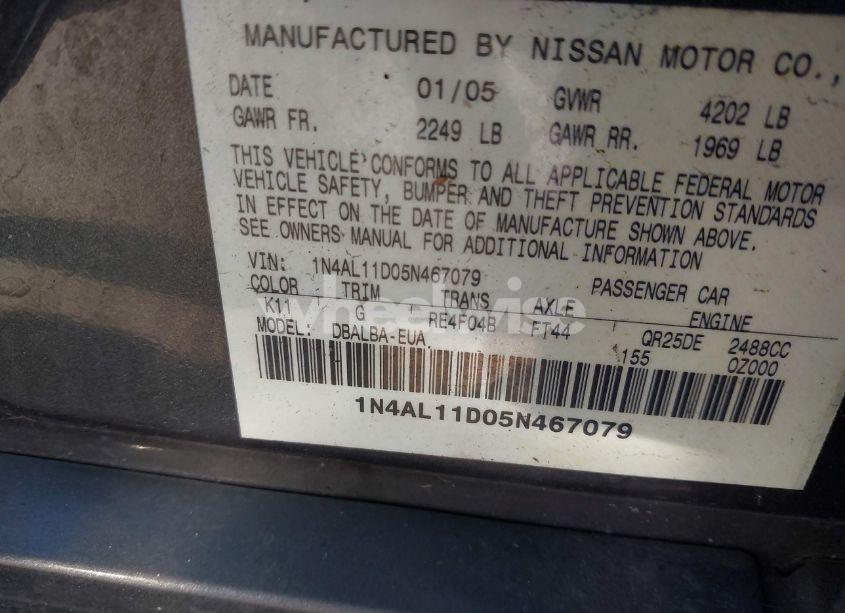 MANUFACTURED BY NISSAN MOTOR CO.,
DATE 01/05 GVWR 4202 LB
GAWR FR. 2249 LB GAWR RR. 1969 LB
THIS VEHICLE CONFORMS TO ALL APPLICABLE FEDERAL MOTOR
VEHICLE SAFETY, BUMPER AND THEFT PREVENTION STANDARDS
IN EFFECT ON THE DATE OF MANUFACTURE SHOWN ABOVE.
SEE OWNERS MANUAL FOR ADDITIONAL INFORMATION
VIN: 1N4AL11D05N467079 PASSENGER CAR
COLOR TRIM TRANS AXLE ENGINE
K11 G RE4F04B FT44 QR25DE 2488CC
MODEL: DBALBA-EUA 155 0Z000
1N4AL11D05N467079
wheelwise